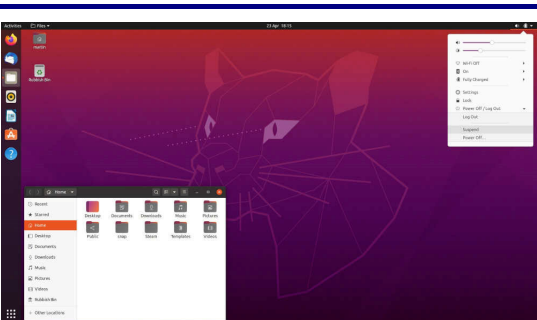 Activities Files 23 Apr 18:15
martin
Rubbish Bin
Wi-Fi Off
On
Fully Charged
Settings
Lock
Power Off / Log Out
Log Out
Suspend
Power Off...
Home
Recent
Starred
Home
Desktop
Documents
Downloads
Music
Pictures
Videos
Rubbish Bin
Other Locations
Desktop Documents Downloads Music Pictures
Public Snap Steam Templates Videos